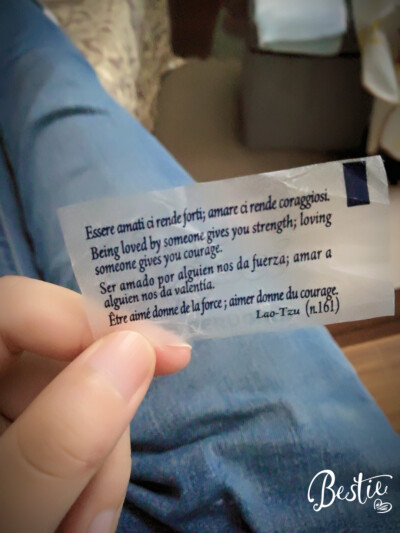 Essere amati ci rende forti; amare ci rende coraggiosi.
Being loved by someone gives you strength; loving
someone gives you courage.
Ser amado por alguien nos da fuerza; amar a
alguien nos da valentía.
Être aimé donne de la force ; aimer donne du courage.
Lao-Tzu (n.161)
Bestie